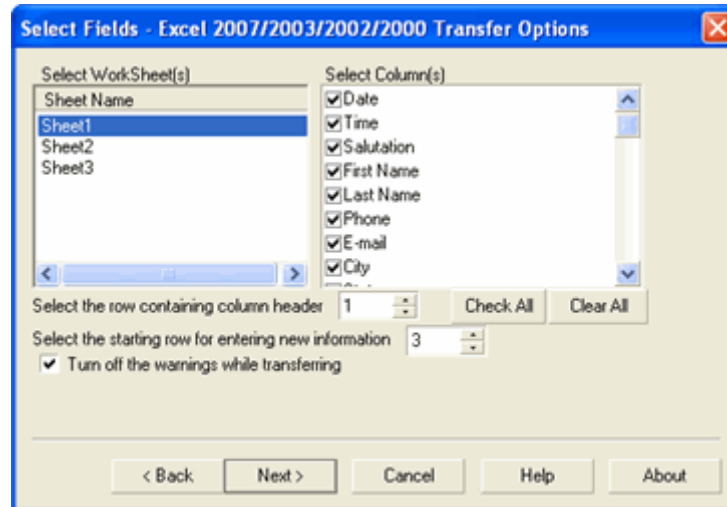 Select Fields - Excel 2007/2003/2002/2000 Transfer Options
Select WorkSheet(s)
Sheet Name
Sheet1
Sheet2
Sheet3
Select Column(s)
Date
Time
Salutation
First Name
Last Name
Phone
E-mail
City
Select the row containing column header 1 Check All Clear All
Select the starting row for entering new information 3
Turn off the warnings while transferring
< Back Next > Cancel Help About